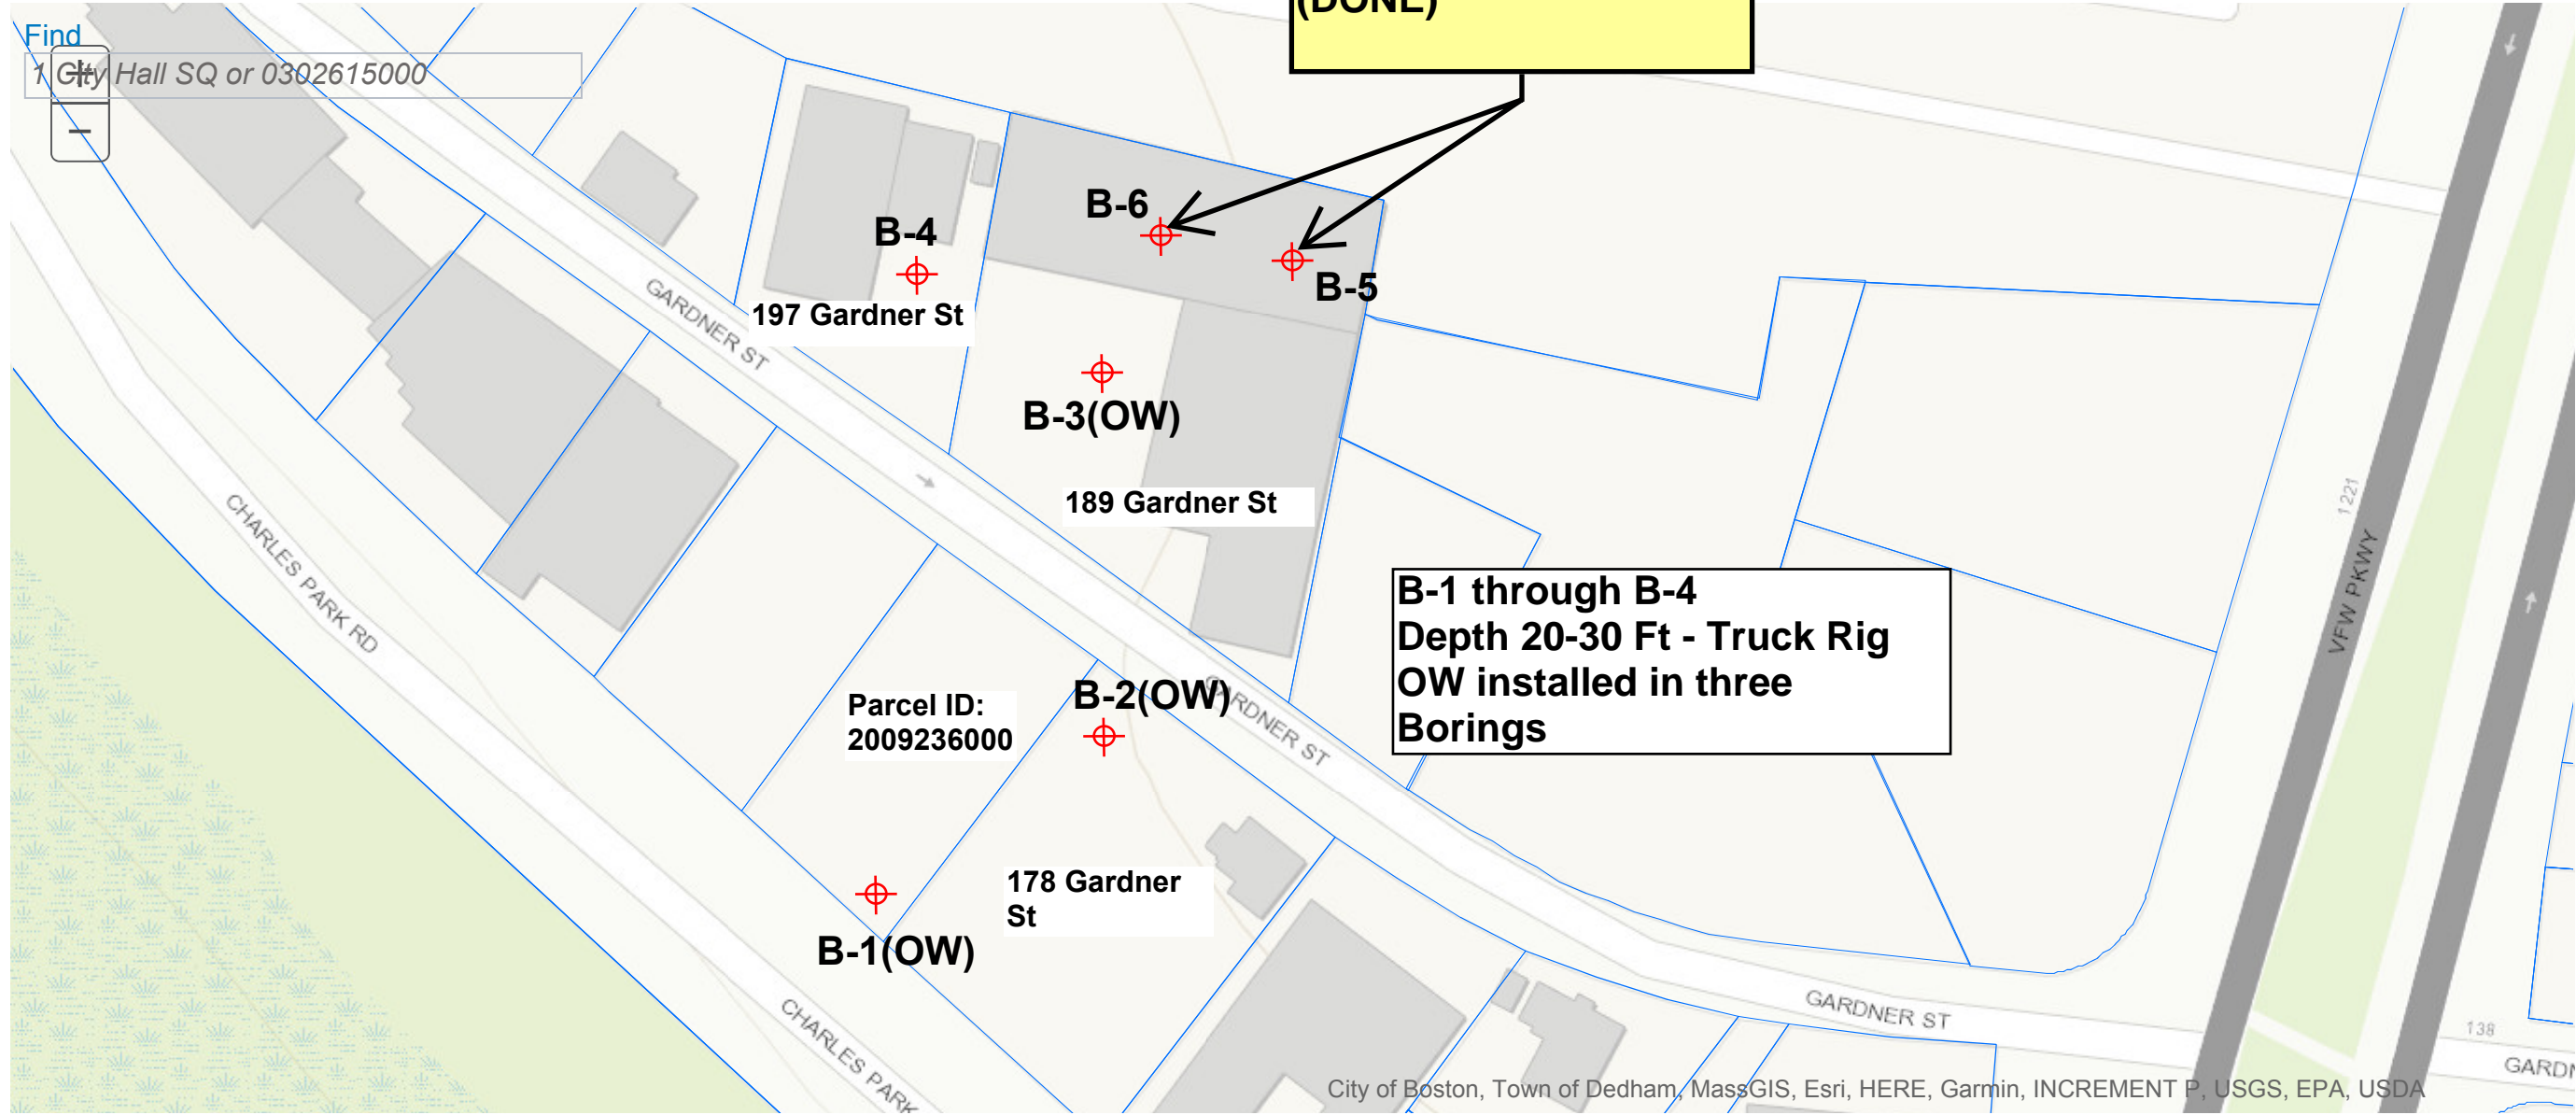 (DONE)
Find
1 City Hall SQ or 0302615000
+
−
B-6
B-4
B-5
197 Gardner St
GARDNER ST
B-3(OW)
189 Gardner St
1221
VFW PKWY
CHARLES PARK RD
B-1 through B-4
Depth 20-30 Ft - Truck Rig
OW installed in three
Borings
Parcel ID:
2009236000
B-2(OW)
GARDNER ST
178 Gardner
St
B-1(OW)
CHARLES PARK
GARDNER ST
138
GARDN
City of Boston, Town of Dedham, MassGIS, Esri, HERE, Garmin, INCREMENT P, USGS, EPA, USDA